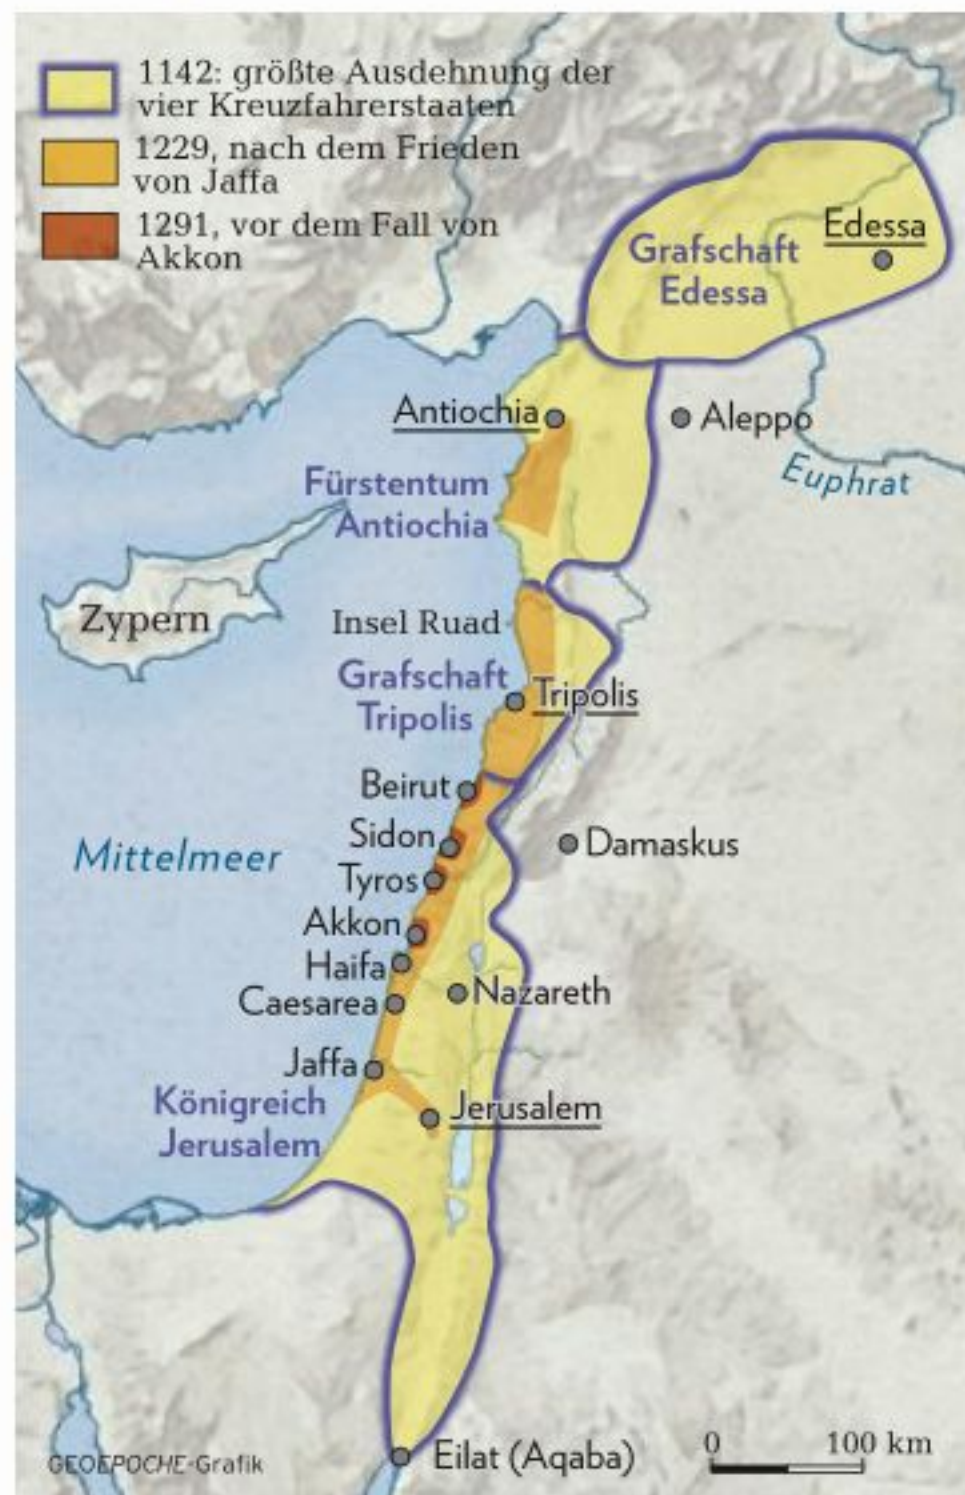 1142: größte Ausdehnung der
vier Kreuzfahrerstaaten
1229, nach dem Frieden
von Jaffa
1291, vor dem Fall von
Akkon
Edessa
Grafschaft
Edessa
Antiochia
Aleppo
Euphrat
Fürstentum
Antiochia
Zypern
Insel Ruad
Grafschaft
Tripolis
Tripolis
Beirut
Sidon
Damaskus
Mittelmeer
Tyros
Akkon
Haifa
Nazareth
Caesarea
Jaffa
Königreich
Jerusalem
Jerusalem
Eilat (Aqaba)
0 100 km
GEOEPOCHE-Grafik